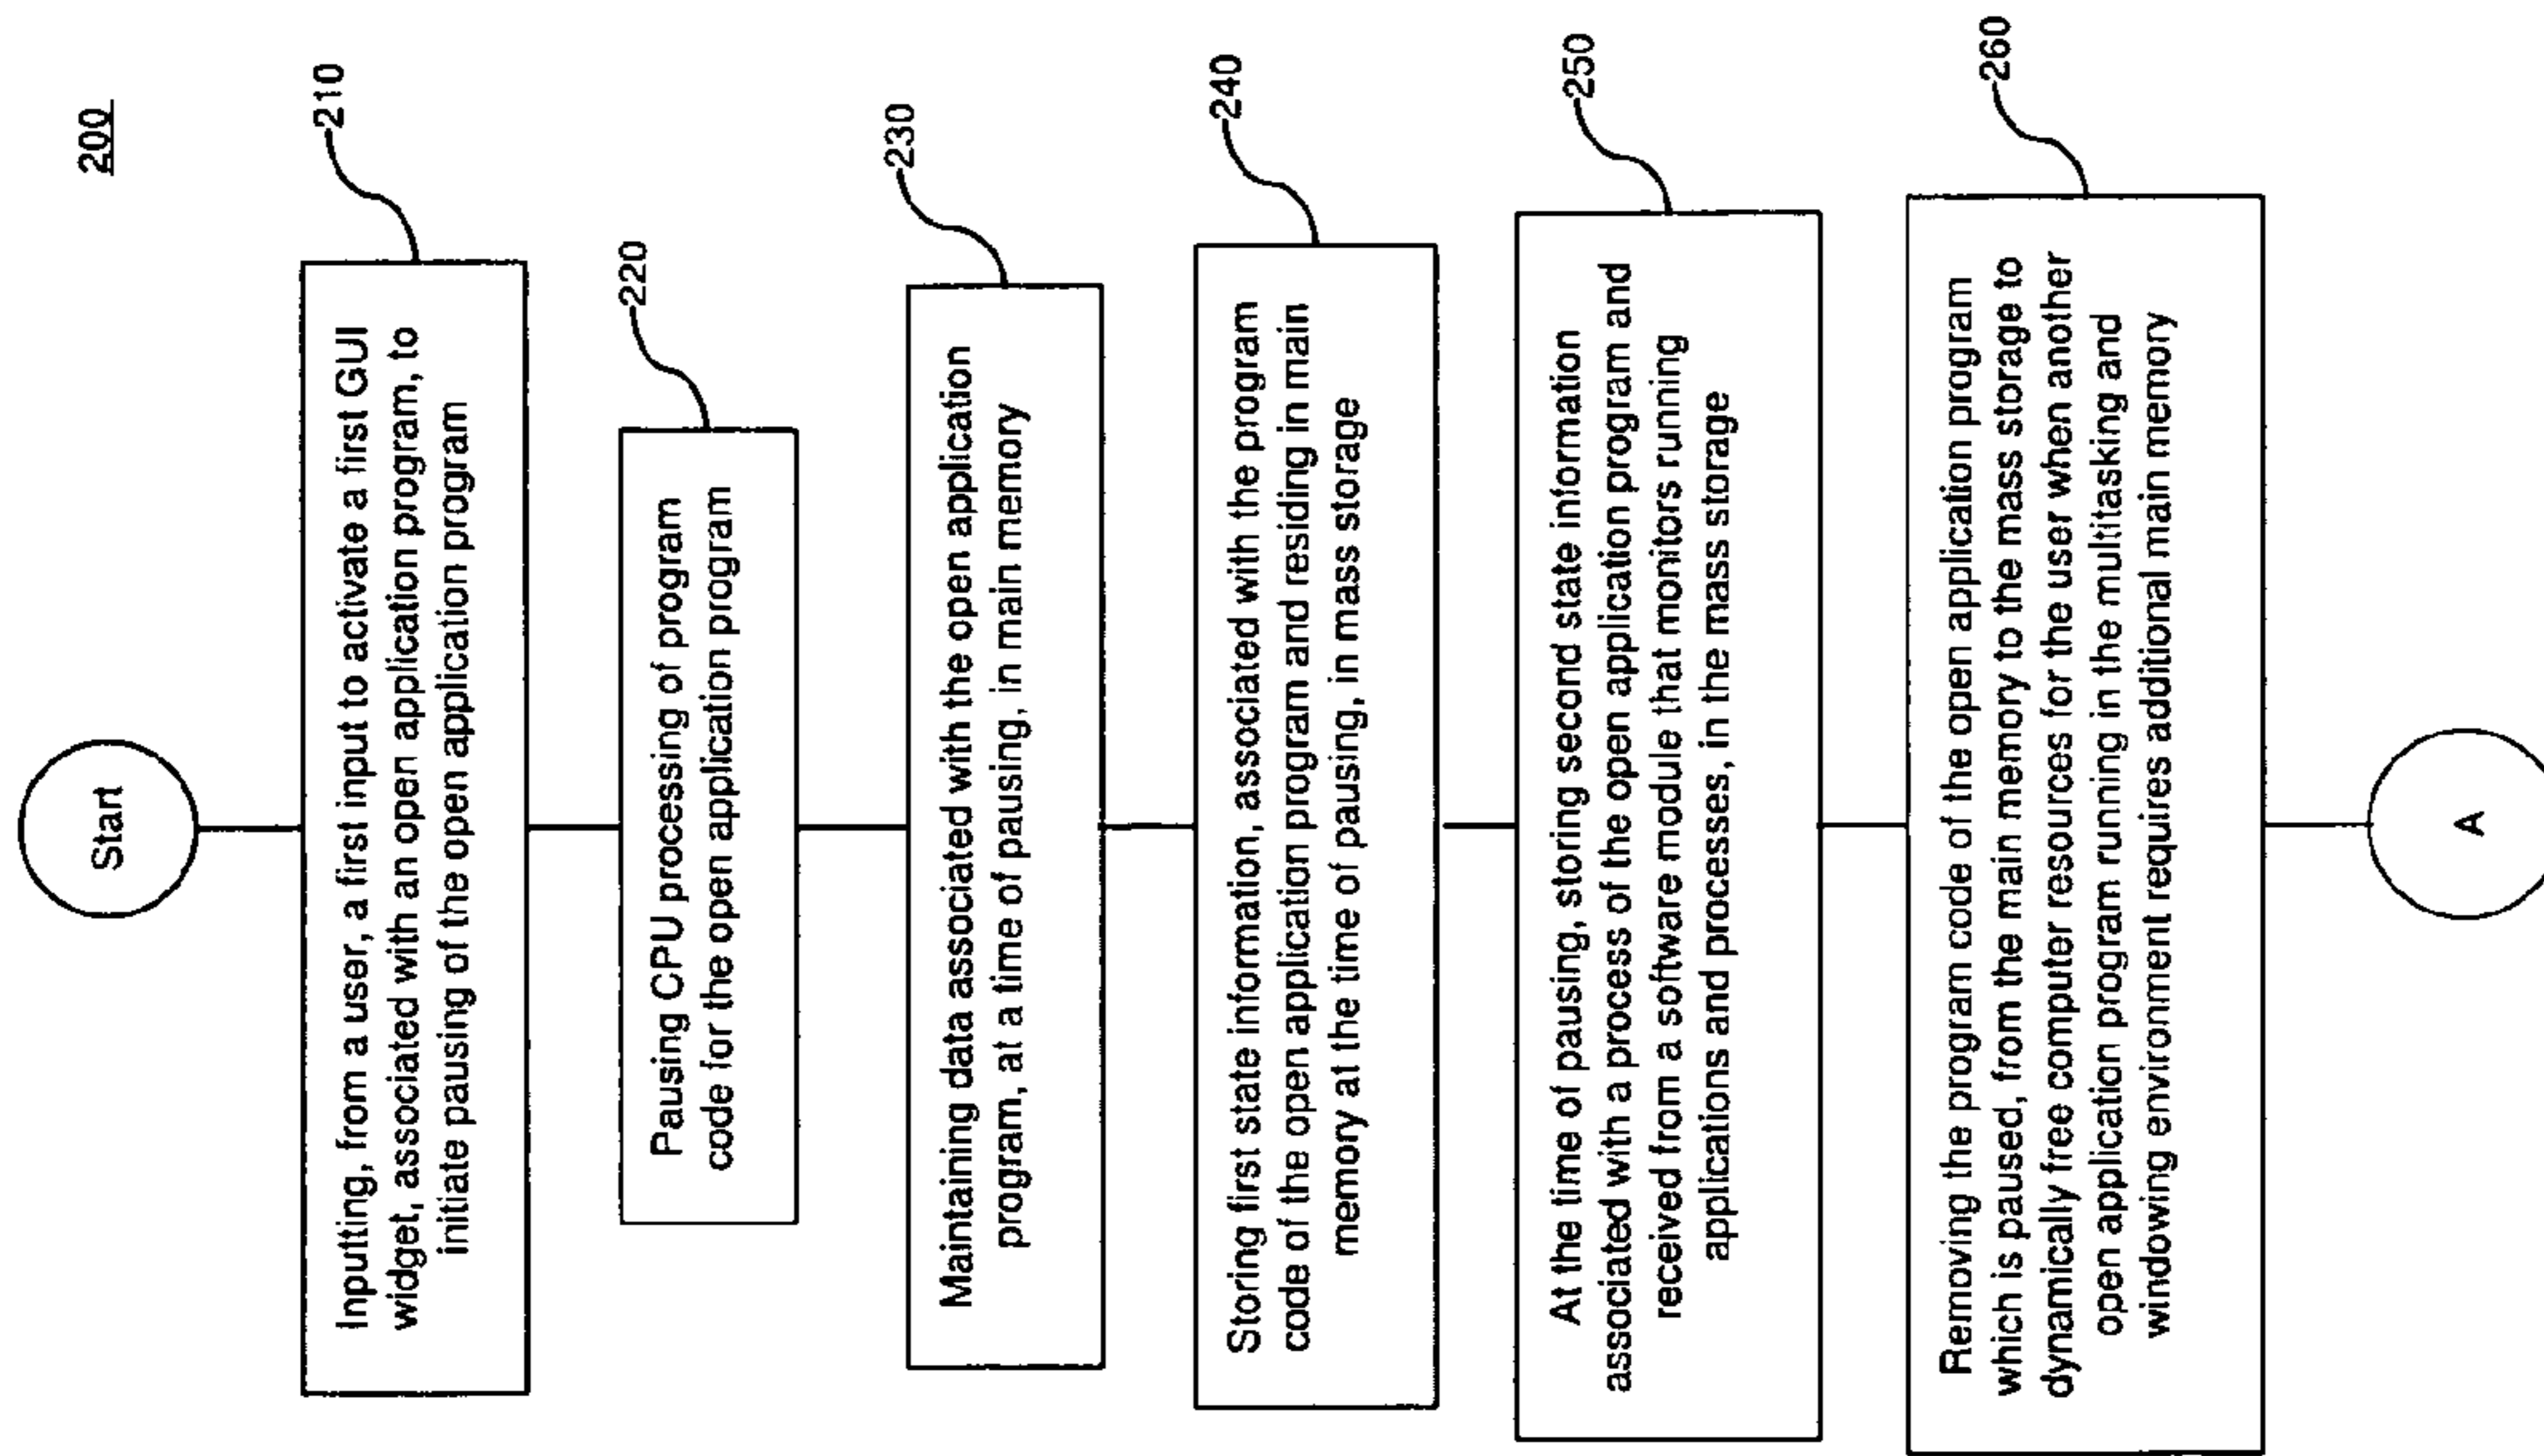 200
Start
210
Inputting, from a user, a first input to activate a first GUI
widget, associated with an open application program, to
initiate pausing of the open application program
220
Pausing CPU processing of program
code for the open application program
230
Maintaining data associated with the open application
program, at a time of pausing, in main memory
240
Storing first state information, associated with the program
code of the open application program and residing in main
memory at the time of pausing, in mass storage
250
At the time of pausing, storing second state information
associated with a process of the open application program and
received from a software module that monitors running
applications and processes, in the mass storage
260
Removing the program code of the open application program
which is paused, from the main memory to the mass storage to
dynamically free computer resources for the user when another
open application program running in the multitasking and
windowing environment requires additional main memory
A